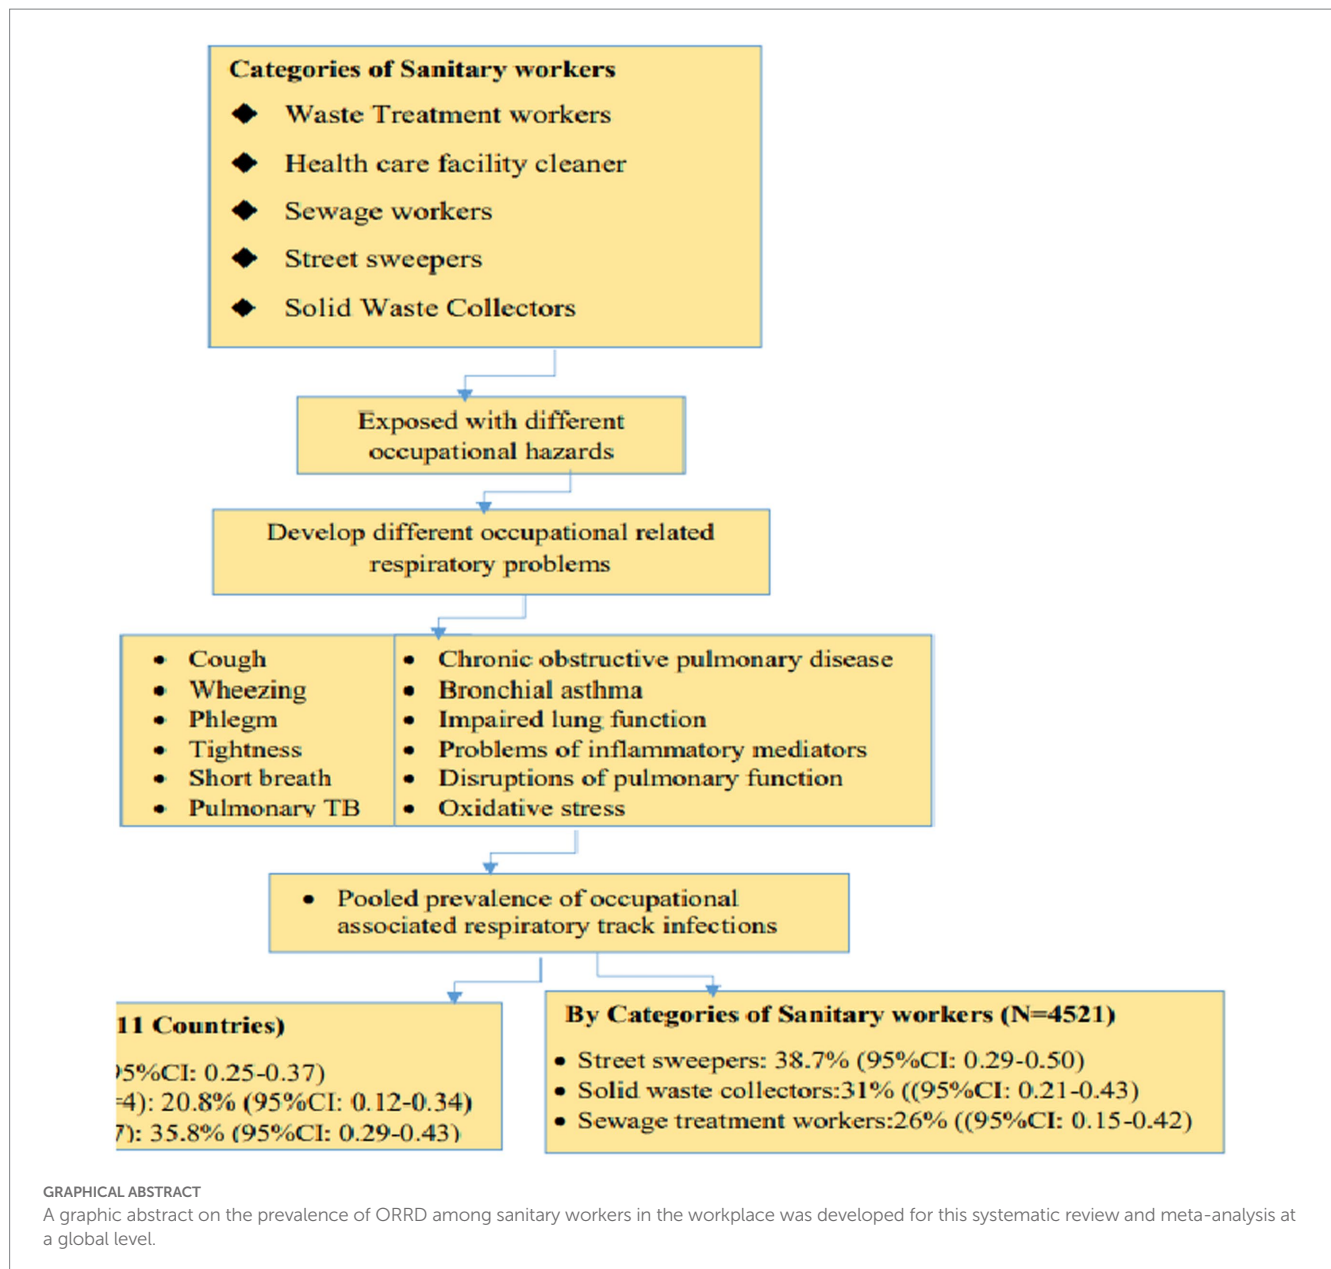 Categories of Sanitary workers
◆ Waste Treatment workers
◆ Health care facility cleaner
◆ Sewage workers
◆ Street sweepers
◆ Solid Waste Collectors
Exposed with different
occupational hazards
Develop different occupational related
respiratory problems
• Cough
• Wheezing
• Phlegm
• Tightness
• Short breath
• Pulmonary TB
• Chronic obstructive pulmonary disease
• Bronchial asthma
• Impaired lung function
• Problems of inflammatory mediators
• Disruptions of pulmonary function
• Oxidative stress
• Pooled prevalence of occupational
associated respiratory track infections
11 Countries)
95%CI: 0.25-0.37)
=4): 20.8% (95%CI: 0.12-0.34)
7): 35.8% (95%CI: 0.29-0.43)
By Categories of Sanitary workers (N=4521)
• Street sweepers: 38.7% (95%CI: 0.29-0.50)
• Solid waste collectors:31% ((95%CI: 0.21-0.43)
• Sewage treatment workers:26% ((95%CI: 0.15-0.42)
GRAPHICAL ABSTRACT
A graphic abstract on the prevalence of ORRD among sanitary workers in the workplace was developed for this systematic review and meta-analysis at
a global level.